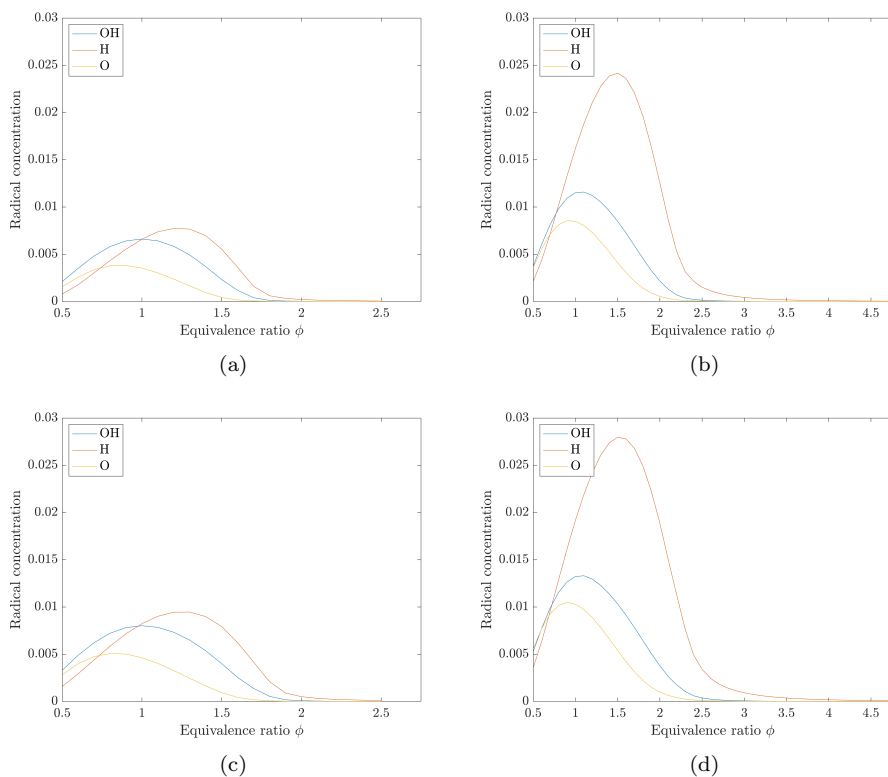 0.03
0.025
0.02
0.015
0.01
0.005
0
OH
H
O
Radical concentration
0.5 1 1.5 2 2.5
Equivalence ratio ϕ
(a)
0.03
0.025
0.02
0.015
0.01
0.005
0
OH
H
O
Radical concentration
0.5 1 1.5 2 2.5 3 3.5 4 4.5
Equivalence ratio ϕ
(b)
0.03
0.025
0.02
0.015
0.01
0.005
0
OH
H
O
Radical concentration
0.5 1 1.5 2 2.5
Equivalence ratio ϕ
(c)
0.03
0.025
0.02
0.015
0.01
0.005
0
OH
H
O
Radical concentration
0.5 1 1.5 2 2.5 3 3.5 4 4.5
Equivalence ratio ϕ
(d)